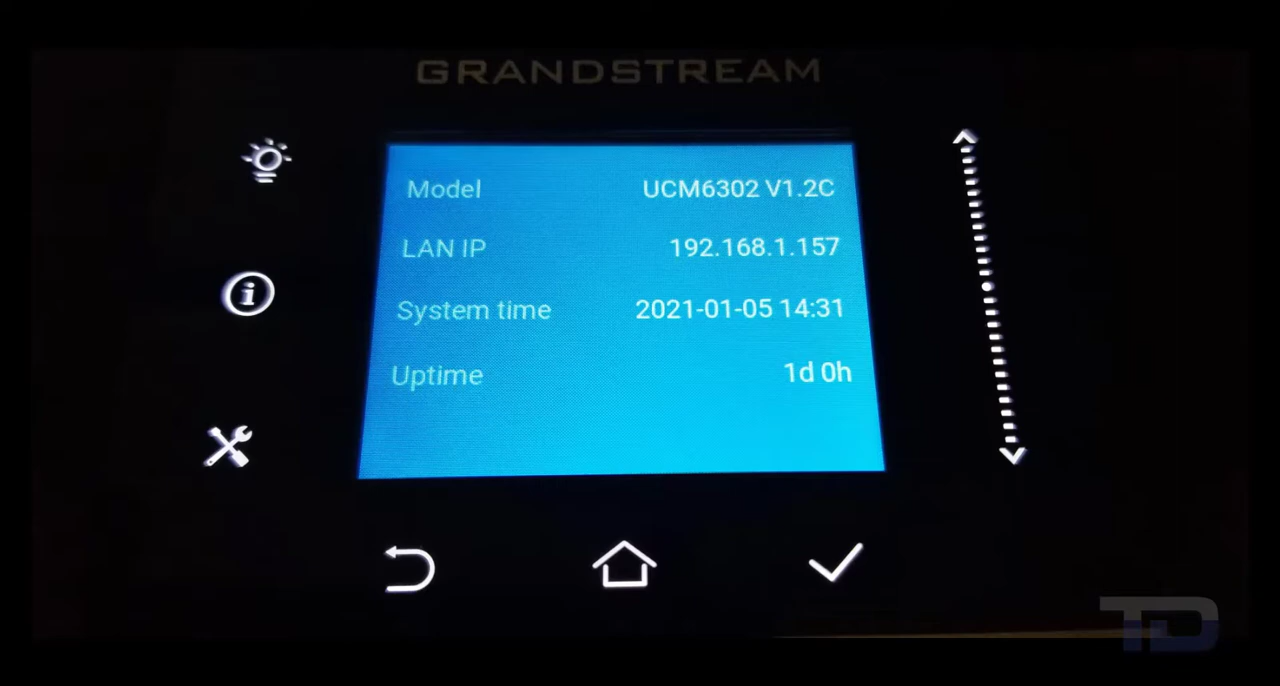 GRANDSTREAM
Model UCM6302 V1.2C
LAN IP 192.168.1.157
System time 2021-01-05 14:31
Uptime 1d 0h
TD